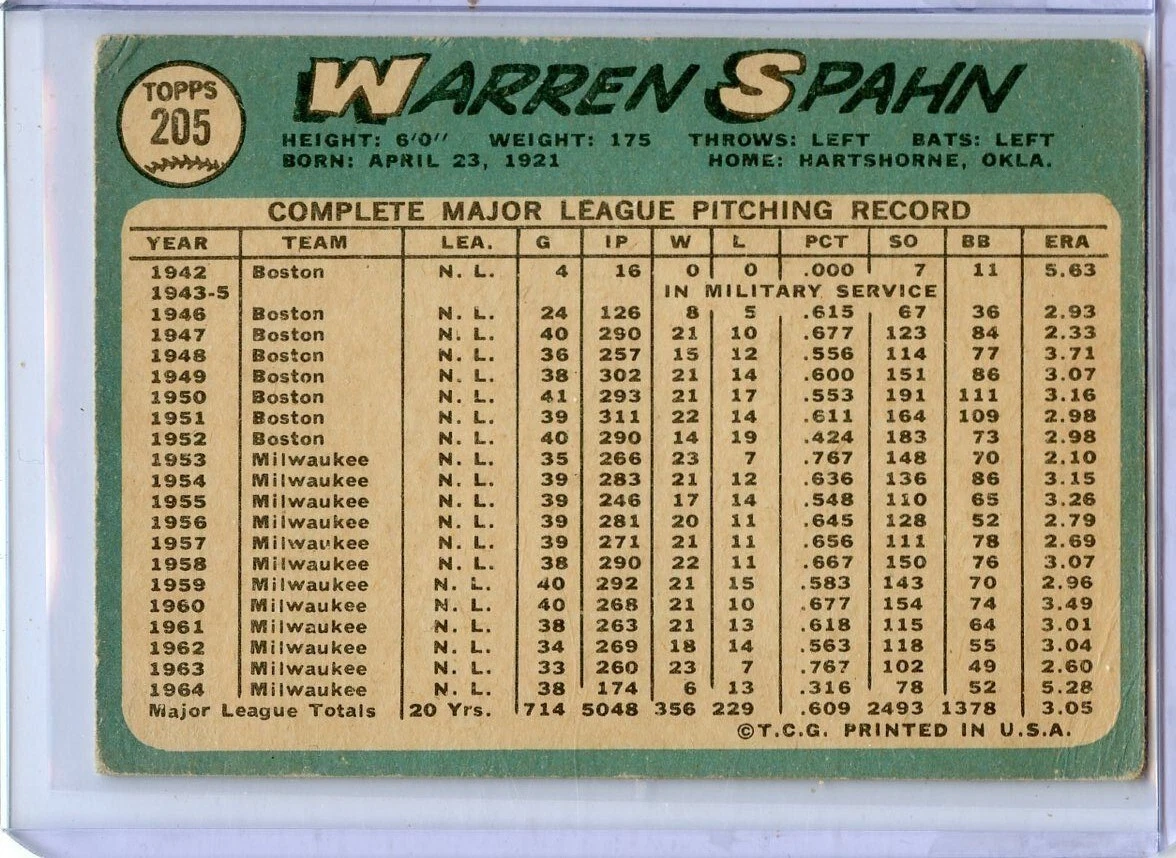 TOPPS
205
WARREN SPAHN
HEIGHT: 6'0" WEIGHT: 175 THROWS: LEFT BATS: LEFT
BORN: APRIL 23, 1921 HOME: HARTSHORNE, OKLA.
COMPLETE MAJOR LEAGUE PITCHING RECORD
YEAR TEAM LEA. G IP W L PCT SO BB ERA
1942 Boston N. L. 4 16 0 0 .000 7 11 5.63
1943-5 IN MILITARY SERVICE
1946 Boston N. L. 24 126 8 5 .615 67 36 2.93
1947 Boston N. L. 40 290 21 10 .677 123 84 2.33
1948 Boston N. L. 36 257 15 12 .556 114 77 3.71
1949 Boston N. L. 38 302 21 14 .600 151 86 3.07
1950 Boston N. L. 41 293 21 17 .553 191 111 3.16
1951 Boston N. L. 39 311 22 14 .611 164 109 2.98
1952 Boston N. L. 40 290 14 19 .424 183 73 2.98
1953 Milwaukee N. L. 35 266 23 7 .767 148 70 2.10
1954 Milwaukee N. L. 39 283 21 12 .636 136 86 3.15
1955 Milwaukee N. L. 39 246 17 14 .548 110 65 3.26
1956 Milwaukee N. L. 39 281 20 11 .645 128 52 2.79
1957 Milwaukee N. L. 39 271 21 11 .656 111 78 2.69
1958 Milwaukee N. L. 38 290 22 11 .667 150 76 3.07
1959 Milwaukee N. L. 40 292 21 15 .583 143 70 2.96
1960 Milwaukee N. L. 40 268 21 10 .677 154 74 3.49
1961 Milwaukee N. L. 38 263 21 13 .618 115 64 3.01
1962 Milwaukee N. L. 34 269 18 14 .563 118 55 3.04
1963 Milwaukee N. L. 33 260 23 7 .767 102 49 2.60
1964 Milwaukee N. L. 38 174 6 13 .316 78 52 5.28
Major League Totals 20 Yrs. 714 5048 356 229 .609 2493 1378 3.05
©T.C.G. PRINTED IN U.S.A.